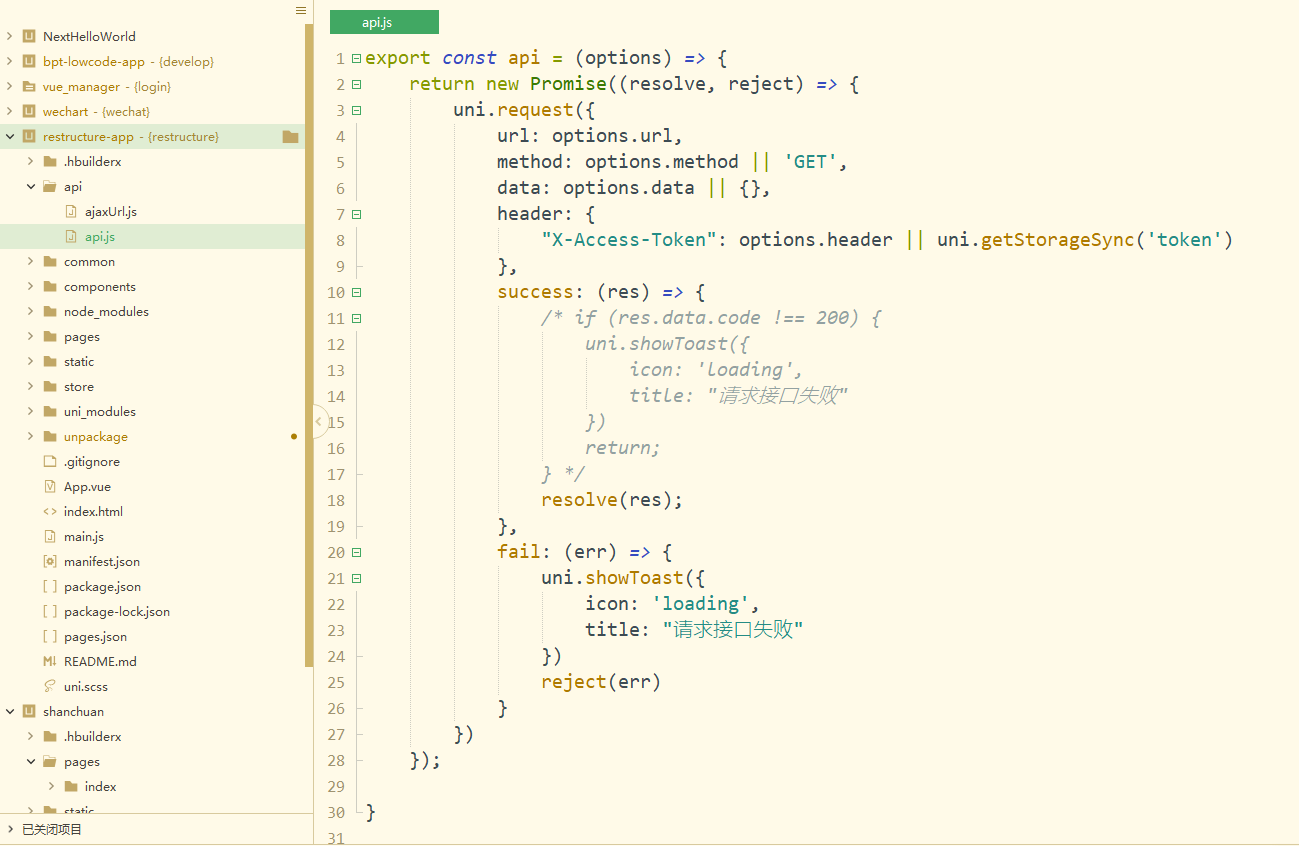 NextHelloWorld
bpt-lowcode-app - {develop}
vue_manager - {login}
wechart - {wechat}
restructure-app - {restructure}
.hbuilderx
api
ajaxUrl.js
api.js
common
components
node_modules
pages
static
store
uni_modules
unpackage
.gitignore
App.vue
index.html
main.js
manifest.json
package.json
package-lock.json
pages.json
README.md
uni.scss
shanchuan
.hbuilderx
pages
index
static
已关闭项目
api.js
1 export const api = (options) => {
2 return new Promise((resolve, reject) => {
3 uni.request({
4 url: options.url,
5 method: options.method || 'GET',
6 data: options.data || {},
7 header: {
8 "X-Access-Token": options.header || uni.getStorageSync('token')
9 },
10 success: (res) => {
11 /* if (res.data.code !== 200) {
12 uni.showToast({
13 icon: 'loading',
14 title: "请求接口失败"
15 })
16 return;
17 } */
18 resolve(res);
19 },
20 fail: (err) => {
21 uni.showToast({
22 icon: 'loading',
23 title: "请求接口失败"
24 })
25 reject(err)
26 }
27 })
28 });
29
30 }
31